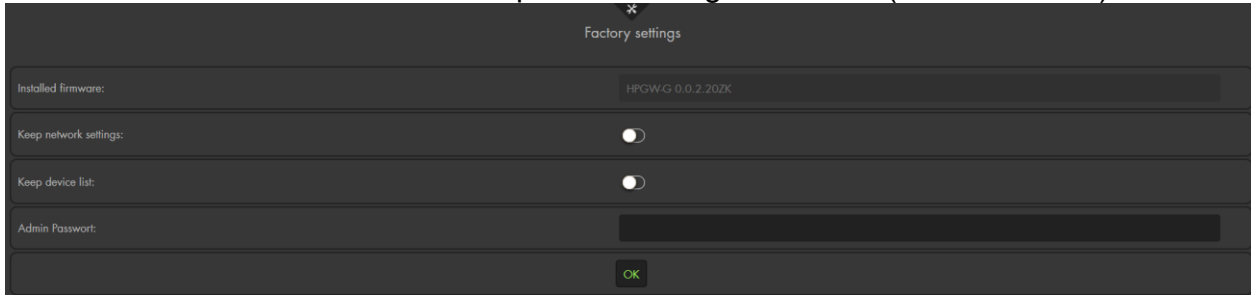 Factory settings
Installed firmware:
HPGW-G 0.0.2.20ZK
Keep network settings:
Keep device list:
Admin Passwort:
OK